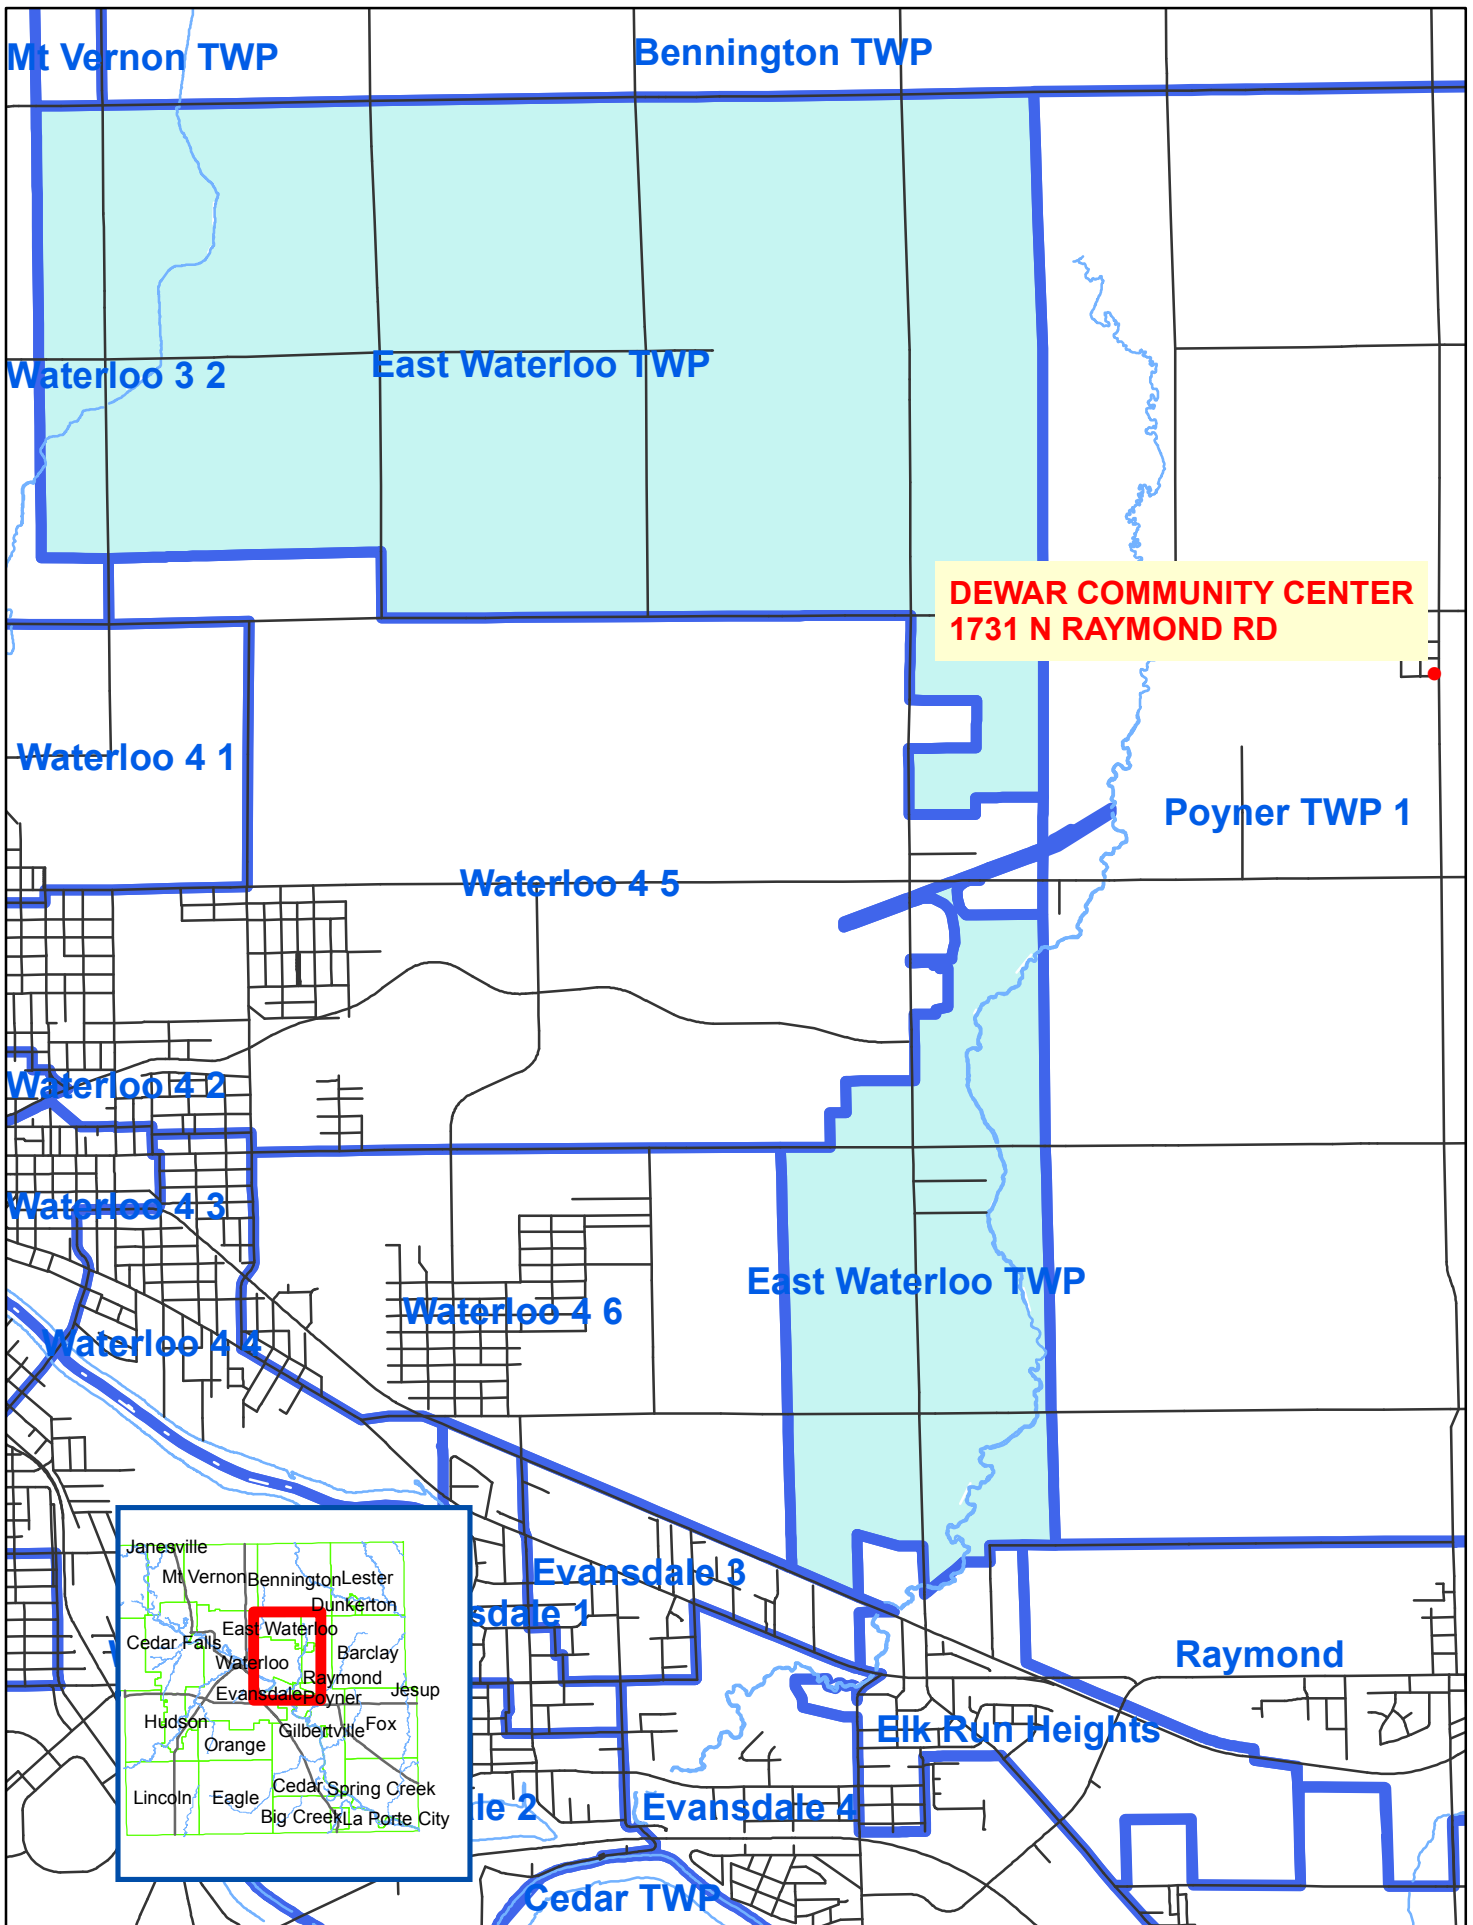 Mt Vernon TWP
Bennington TWP
Waterloo 3 2
East Waterloo TWP
DEWAR COMMUNITY CENTER
1731 N RAYMOND RD
Waterloo 4 1
Poyner TWP 1
Waterloo 4 5
Waterloo 4 2
Waterloo 4 3
East Waterloo TWP
Waterloo 4 6
Waterloo 4 4
Evansdale 3
sdale 1
Raymond
Elk Run Heights
le 2
Evansdale 4
Cedar TWP
Janesville
Mt Vernon
Bennington
Lester
Dunkerton
East Waterloo
Cedar Falls
Waterloo
Barclay
Raymond
Evansdale
Poyner
Jesup
Hudson
Gilbertville
Fox
Orange
Lincoln
Eagle
Cedar
Spring Creek
Big Creek
La Porte City